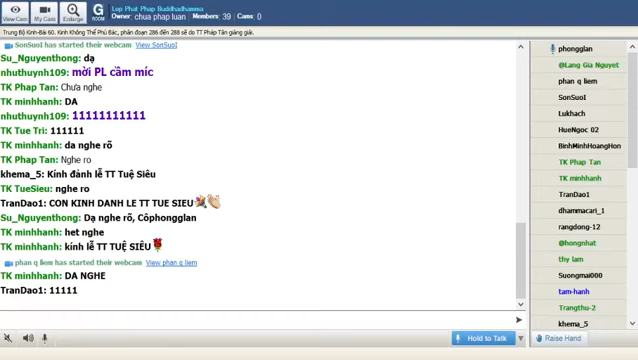 View Cam
My Cam
Enlarge
G
ROOM
Lop Phat Phap Buddhadhamma
Owner: chua phap luan Members: 39 Cams: 0
Trung Bộ Kinh-Bài 60. Kinh Không Thể Phủ Bác, phân đoạn 286 đến 288 sẽ do TT Pháp Tân giảng giải.
SonSuoI has started their webcam View SonSuoI
Su_Nguyenthong: dạ
nhuthuynh109: mời PL cầm míc
TK Phap Tan: Chưa nghe
TK minhhanh: DA
nhuthuynh109: 11111111111
TK Tue Tri: 111111
TK minhhanh: da nghe rõ
TK Phap Tan: Nghe ro
khema_5: Kính đảnh lễ TT Tuệ Siêu
TK TueSieu: nghe ro
TranDao1: CON KINH DANH LE TT TUE SIEU
Su_Nguyenthong: Dạ nghe rõ, Côphongglan
TK minhhanh: het nghe
TK minhhanh: kính lễ TT TUỆ SIÊU
phan q liem has started their webcam View phan q liem
TK minhhanh: DA NGHE
TranDao1: 11111
Hold to Talk
phongglan
@Lang Gia Nguyet
phan q liem
SonSuoI
Lukhach
HueNgoc 02
BinhMinhHoangHon
TK Phap Tan
TK minhhanh
TranDao1
dhammacari_1
rangdong-12
@hongnhat
thy lam
Suongmai000
tam-hanh
Trangthu-2
khema_5
Raise Hand